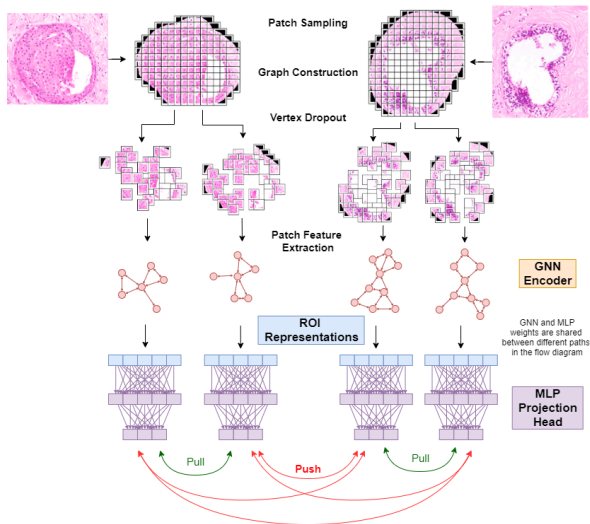 Patch Sampling
Graph Construction
Vertex Dropout
Patch Feature
Extraction
GNN
Encoder
ROI
Representations
GNN and MLP
weights are shared
between different paths
in the flow diagram
MLP
Projection
Head
Pull
Push
Pull